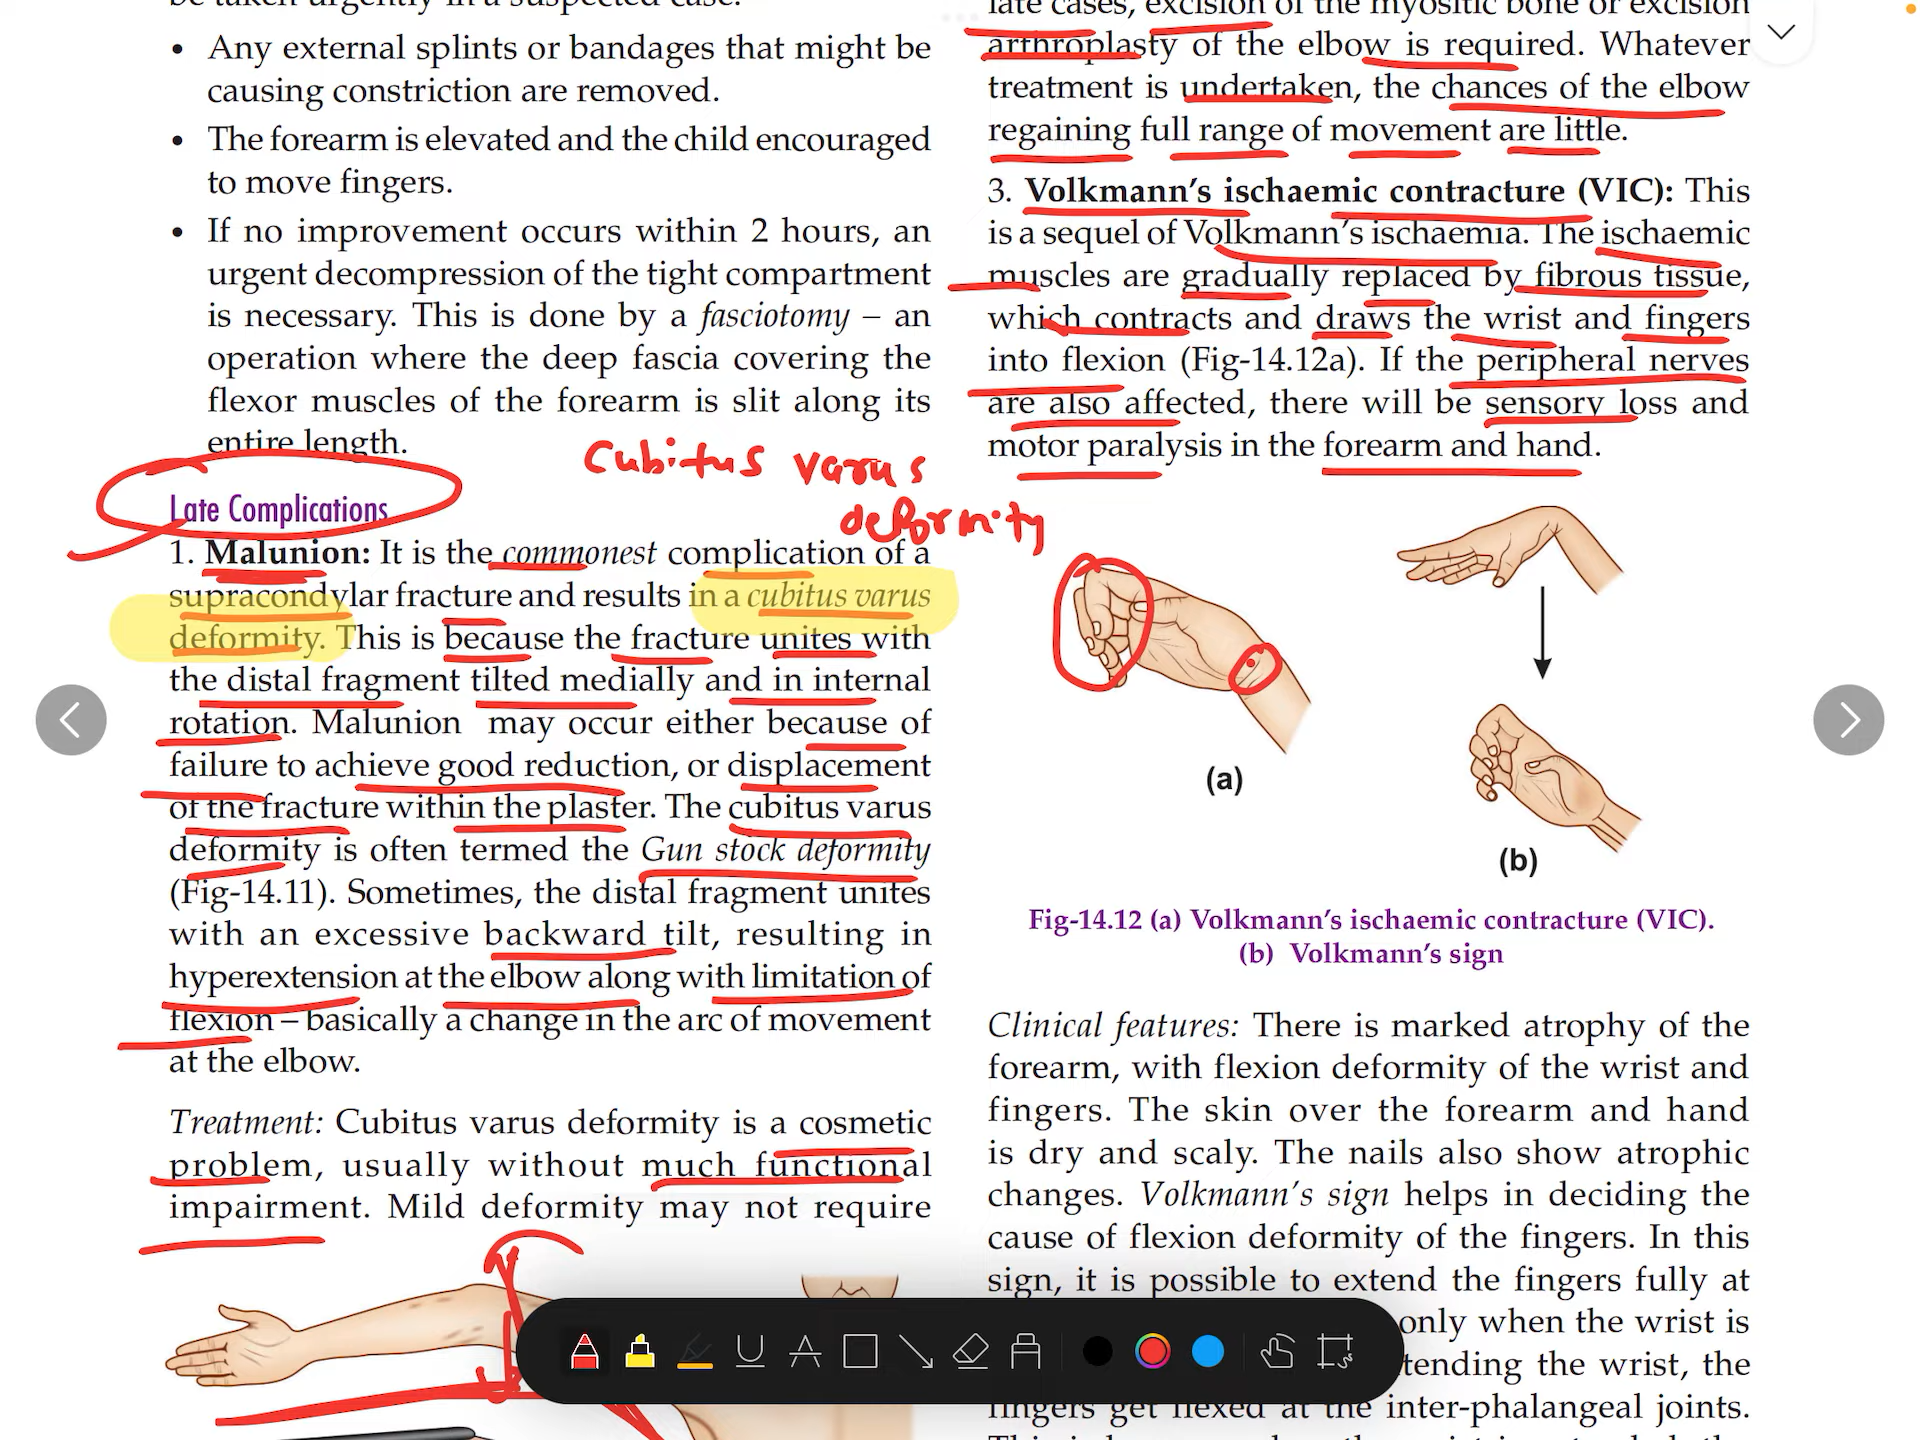 be taken urgently in a suspected case.
• Any external splints or bandages that might be
causing constriction are removed.
• The forearm is elevated and the child encouraged
to move fingers.
• If no improvement occurs within 2 hours, an
urgent decompression of the tight compartment
is necessary. This is done by a fasciotomy – an
operation where the deep fascia covering the
flexor muscles of the forearm is slit along its
entire length.
Cubitus varus
deformity
Late Complications
1. Malunion: It is the commonest complication of a
supracondylar fracture and results in a cubitus varus
deformity. This is because the fracture unites with
the distal fragment tilted medially and in internal
rotation. Malunion may occur either because of
failure to achieve good reduction, or displacement
of the fracture within the plaster. The cubitus varus
deformity is often termed the Gun stock deformity
(Fig-14.11). Sometimes, the distal fragment unites
with an excessive backward tilt, resulting in
hyperextension at the elbow along with limitation of
flexion – basically a change in the arc of movement
at the elbow.
Treatment: Cubitus varus deformity is a cosmetic
problem, usually without much functional
impairment. Mild deformity may not require
late cases, excision of the myositic bone or excision
arthroplasty of the elbow is required. Whatever
treatment is undertaken, the chances of the elbow
regaining full range of movement are little.
3. Volkmann's ischaemic contracture (VIC): This
is a sequel of Volkmann's ischaemia. The ischaemic
muscles are gradually replaced by fibrous tissue,
which contracts and draws the wrist and fingers
into flexion (Fig-14.12a). If the peripheral nerves
are also affected, there will be sensory loss and
motor paralysis in the forearm and hand.
(a)
(b)
Fig-14.12 (a) Volkmann's ischaemic contracture (VIC).
(b) Volkmann's sign
Clinical features: There is marked atrophy of the
forearm, with flexion deformity of the wrist and
fingers. The skin over the forearm and hand
is dry and scaly. The nails also show atrophic
changes. Volkmann's sign helps in deciding the
cause of flexion deformity of the fingers. In this
sign, it is possible to extend the fingers fully at
only when the wrist is
tending the wrist, the
fingers get flexed at the inter-phalangeal joints.